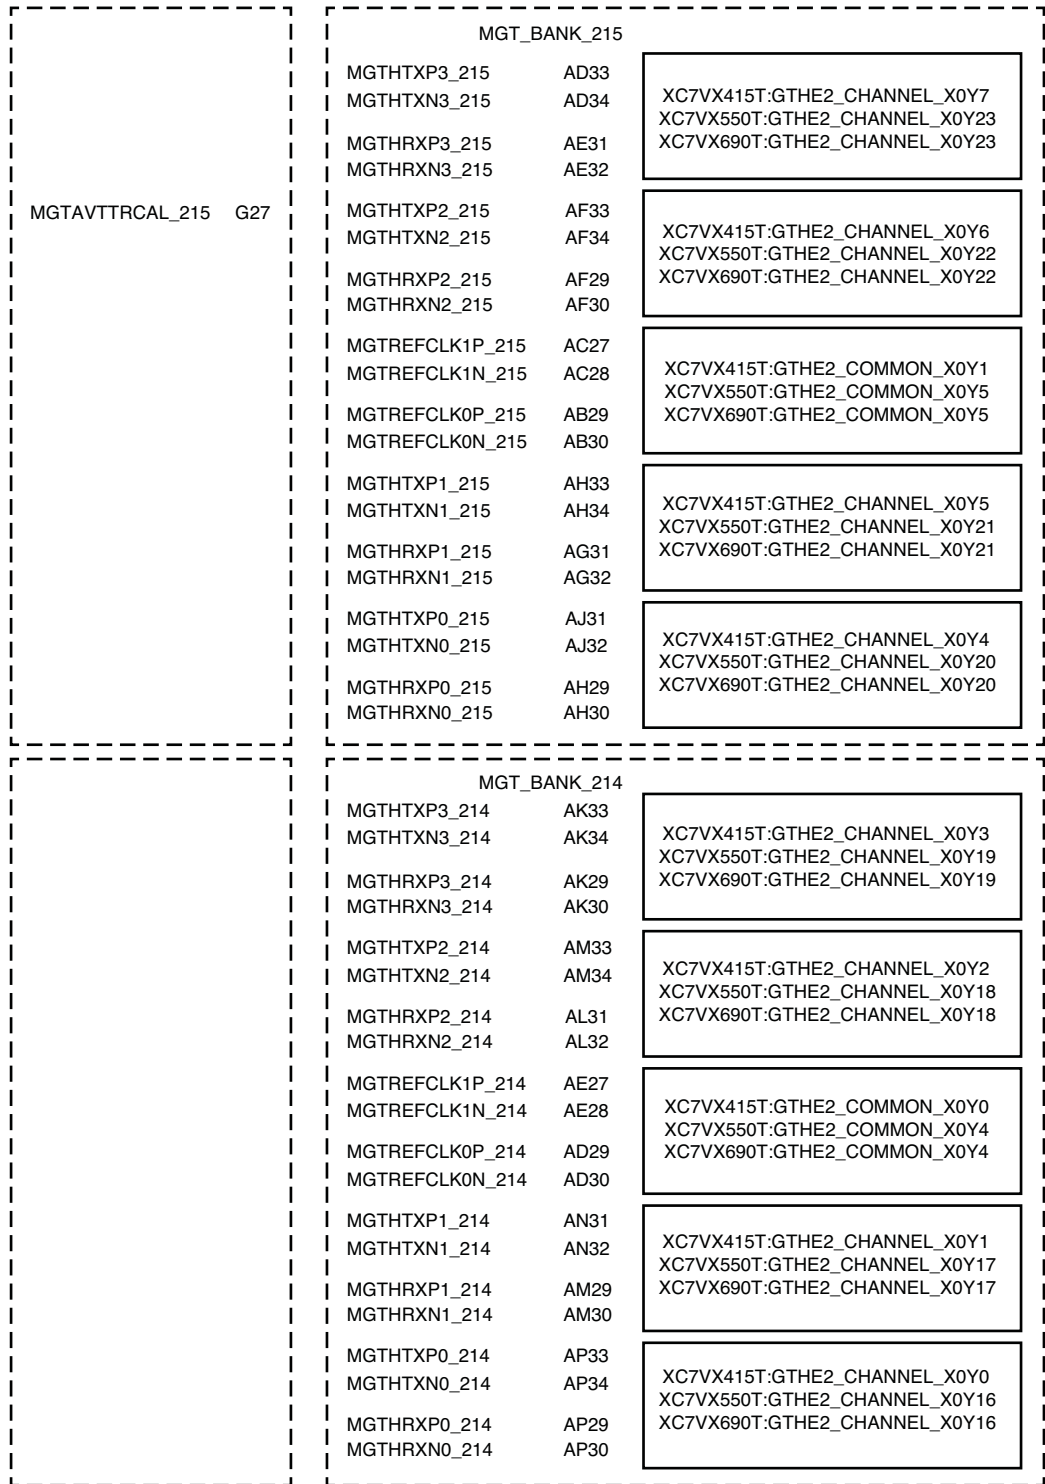 MGT_BANK_215
MGTHTXP3_215 AD33
MGTHTXN3_215 AD34
MGTHRXP3_215 AE31
MGTHRXN3_215 AE32
XC7VX415T:GTHE2_CHANNEL_X0Y7
XC7VX550T:GTHE2_CHANNEL_X0Y23
XC7VX690T:GTHE2_CHANNEL_X0Y23
MGTAVTTRCAL_215 G27
MGTHTXP2_215 AF33
MGTHTXN2_215 AF34
MGTHRXP2_215 AF29
MGTHRXN2_215 AF30
XC7VX415T:GTHE2_CHANNEL_X0Y6
XC7VX550T:GTHE2_CHANNEL_X0Y22
XC7VX690T:GTHE2_CHANNEL_X0Y22
MGTREFCLK1P_215 AC27
MGTREFCLK1N_215 AC28
MGTREFCLK0P_215 AB29
MGTREFCLK0N_215 AB30
XC7VX415T:GTHE2_COMMON_X0Y1
XC7VX550T:GTHE2_COMMON_X0Y5
XC7VX690T:GTHE2_COMMON_X0Y5
MGTHTXP1_215 AH33
MGTHTXN1_215 AH34
MGTHRXP1_215 AG31
MGTHRXN1_215 AG32
XC7VX415T:GTHE2_CHANNEL_X0Y5
XC7VX550T:GTHE2_CHANNEL_X0Y21
XC7VX690T:GTHE2_CHANNEL_X0Y21
MGTHTXP0_215 AJ31
MGTHTXN0_215 AJ32
MGTHRXP0_215 AH29
MGTHRXN0_215 AH30
XC7VX415T:GTHE2_CHANNEL_X0Y4
XC7VX550T:GTHE2_CHANNEL_X0Y20
XC7VX690T:GTHE2_CHANNEL_X0Y20
MGT_BANK_214
MGTHTXP3_214 AK33
MGTHTXN3_214 AK34
MGTHRXP3_214 AK29
MGTHRXN3_214 AK30
XC7VX415T:GTHE2_CHANNEL_X0Y3
XC7VX550T:GTHE2_CHANNEL_X0Y19
XC7VX690T:GTHE2_CHANNEL_X0Y19
MGTHTXP2_214 AM33
MGTHTXN2_214 AM34
MGTHRXP2_214 AL31
MGTHRXN2_214 AL32
XC7VX415T:GTHE2_CHANNEL_X0Y2
XC7VX550T:GTHE2_CHANNEL_X0Y18
XC7VX690T:GTHE2_CHANNEL_X0Y18
MGTREFCLK1P_214 AE27
MGTREFCLK1N_214 AE28
MGTREFCLK0P_214 AD29
MGTREFCLK0N_214 AD30
XC7VX415T:GTHE2_COMMON_X0Y0
XC7VX550T:GTHE2_COMMON_X0Y4
XC7VX690T:GTHE2_COMMON_X0Y4
MGTHTXP1_214 AN31
MGTHTXN1_214 AN32
MGTHRXP1_214 AM29
MGTHRXN1_214 AM30
XC7VX415T:GTHE2_CHANNEL_X0Y1
XC7VX550T:GTHE2_CHANNEL_X0Y17
XC7VX690T:GTHE2_CHANNEL_X0Y17
MGTHTXP0_214 AP33
MGTHTXN0_214 AP34
MGTHRXP0_214 AP29
MGTHRXN0_214 AP30
XC7VX415T:GTHE2_CHANNEL_X0Y0
XC7VX550T:GTHE2_CHANNEL_X0Y16
XC7VX690T:GTHE2_CHANNEL_X0Y16